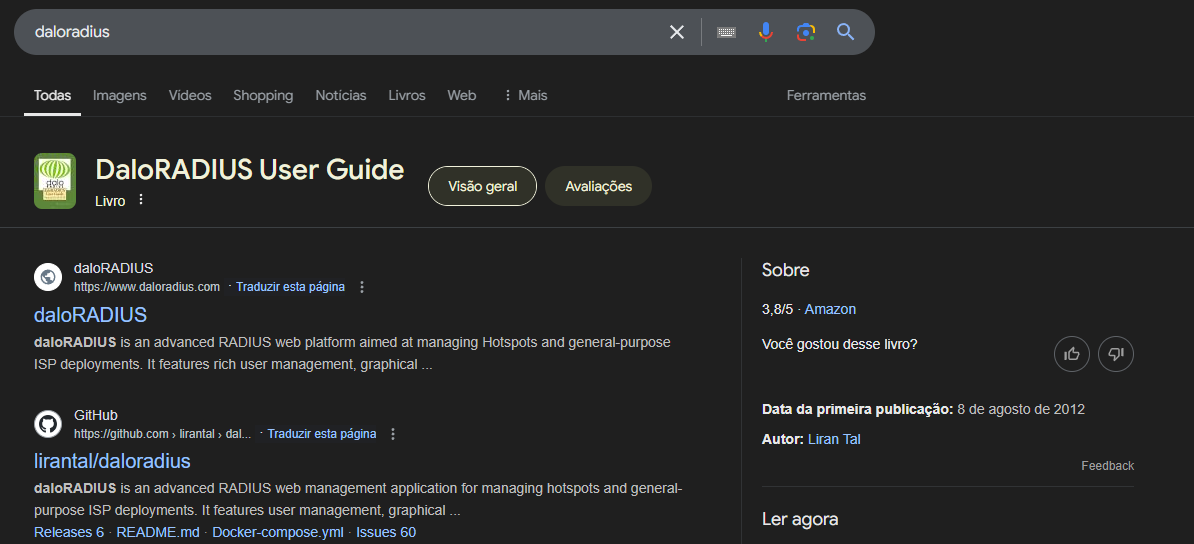 daloradius
Todas Imagens Vídeos Shopping Notícias Livros Web Mais Ferramentas
DaloRADIUS User Guide
Livro
Visão geral Avaliações
daloRADIUS
https://www.daloradius.com · Traduzir esta página
daloRADIUS
daloRADIUS is an advanced RADIUS web platform aimed at managing Hotspots and general-purpose
ISP deployments. It features rich user management, graphical ...
GitHub
https://github.com › lirantal › dal... · Traduzir esta página
lirantal/daloradius
daloRADIUS is an advanced RADIUS web management application for managing hotspots and general-
purpose ISP deployments. It features user management, graphical ...
Releases 6 · README.md · Docker-compose.yml · Issues 60
Sobre
3,8/5 · Amazon
Você gostou desse livro?
Data da primeira publicação: 8 de agosto de 2012
Autor: Liran Tal
Feedback
Ler agora